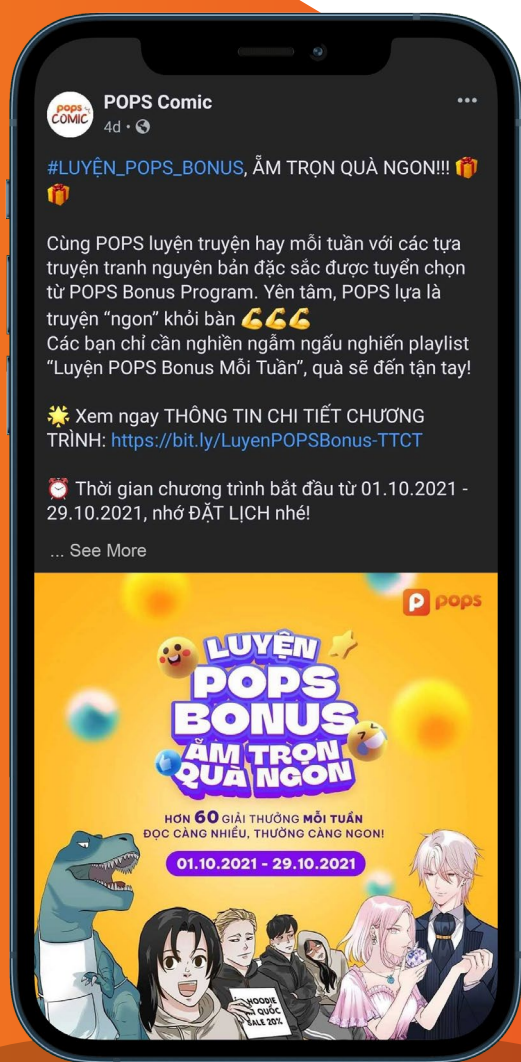 pops
COMIC
POPS Comic
4d
#LUYỆN_POPS_BONUS, ẴM TRỌN QUÀ NGON!!! 🎁
🎁
Cùng POPS luyện truyện hay mỗi tuần với các tựa
truyện tranh nguyên bản đặc sắc được tuyển chọn
từ POPS Bonus Program. Yên tâm, POPS lựa là
truyện “ngon” khỏi bàn 💪💪💪
Các bạn chỉ cần nghiền ngẫm ngấu nghiến playlist
“Luyện POPS Bonus Mỗi Tuần”, quà sẽ đến tận tay!
🌟 Xem ngay THÔNG TIN CHI TIẾT CHƯƠNG
TRÌNH: https://bit.ly/LuyenPOPSBonus-TTCT
⏰ Thời gian chương trình bắt đầu từ 01.10.2021 -
29.10.2021, nhớ ĐẶT LỊCH nhé!
... See More
pops
LUYỆN
POPS
BONUS
ẴM TRỌN
QUÀ NGON
HƠN 60 GIẢI THƯỞNG MỖI TUẦN
ĐỌC CÀNG NHIỀU, THƯỞNG CÀNG NGON!
01.10.2021 - 29.10.2021
HOODIE
QUỐC
SALE 20%